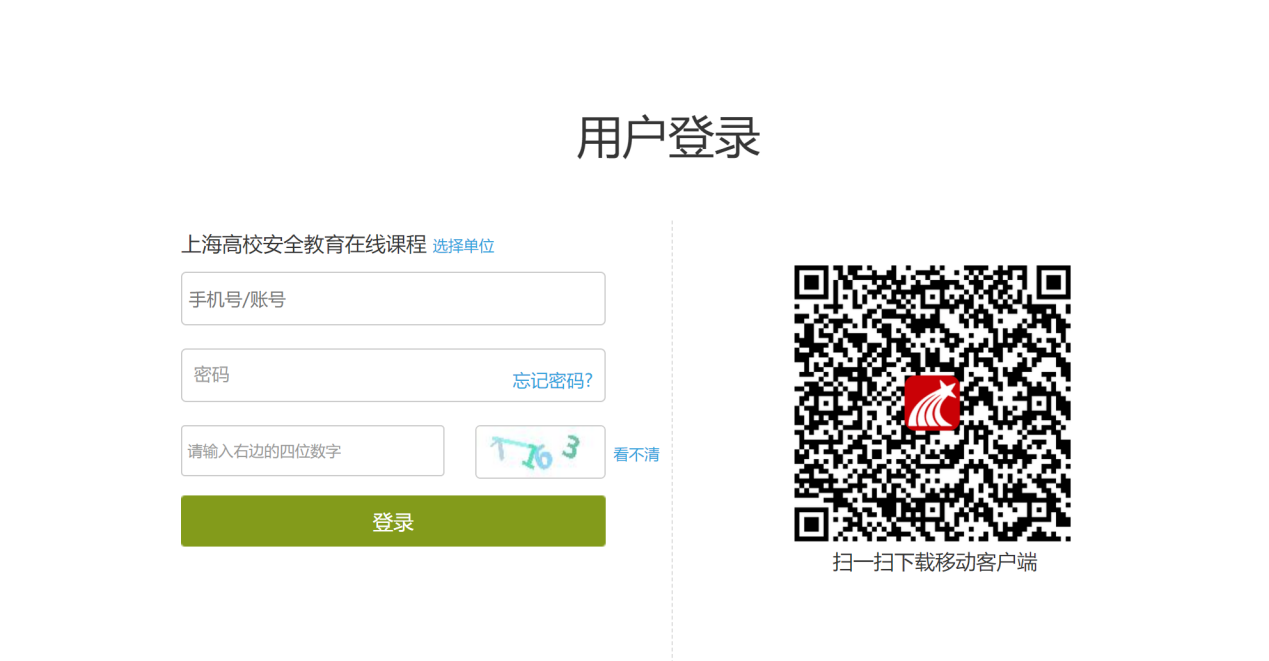 用户登录
上海高校安全教育在线课程 选择单位
手机号/账号
密码 忘记密码?
请输入右边的四位数字 看不清
登录
扫一扫下载移动客户端